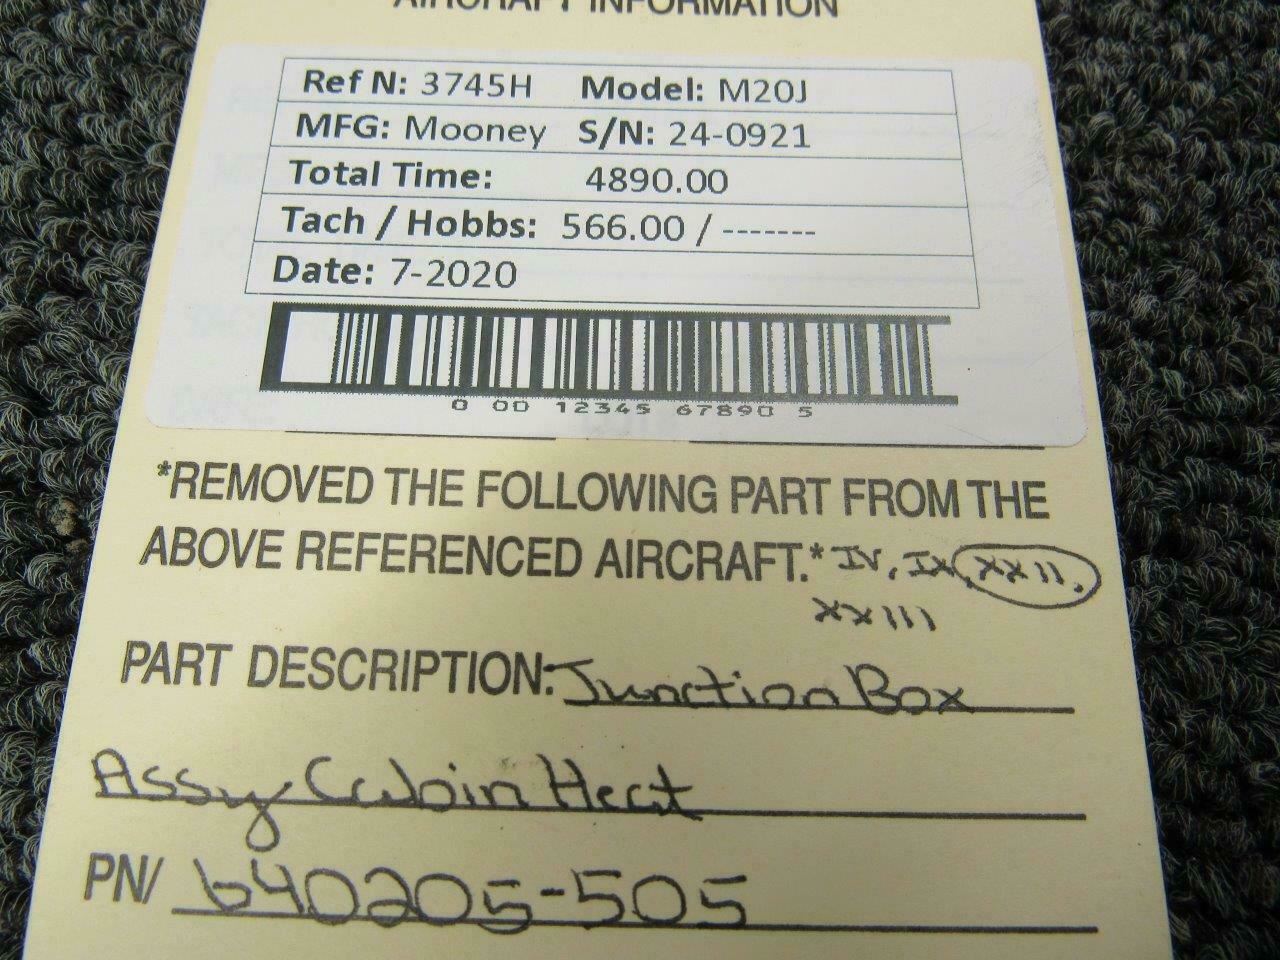 AIRCRAFT INFORMATION
Ref N: 3745H Model: M20J
MFG: Mooney S/N: 24-0921
Total Time: 4890.00
Tach / Hobbs: 566.00 / -------
Date: 7-2020
0 00 12345 67890 5
*REMOVED THE FOLLOWING PART FROM THE
ABOVE REFERENCED AIRCRAFT.* IV, IX, XXII,
XXIII
PART DESCRIPTION: Junction Box
Assy Cabin Heat
PN/ 640205-505